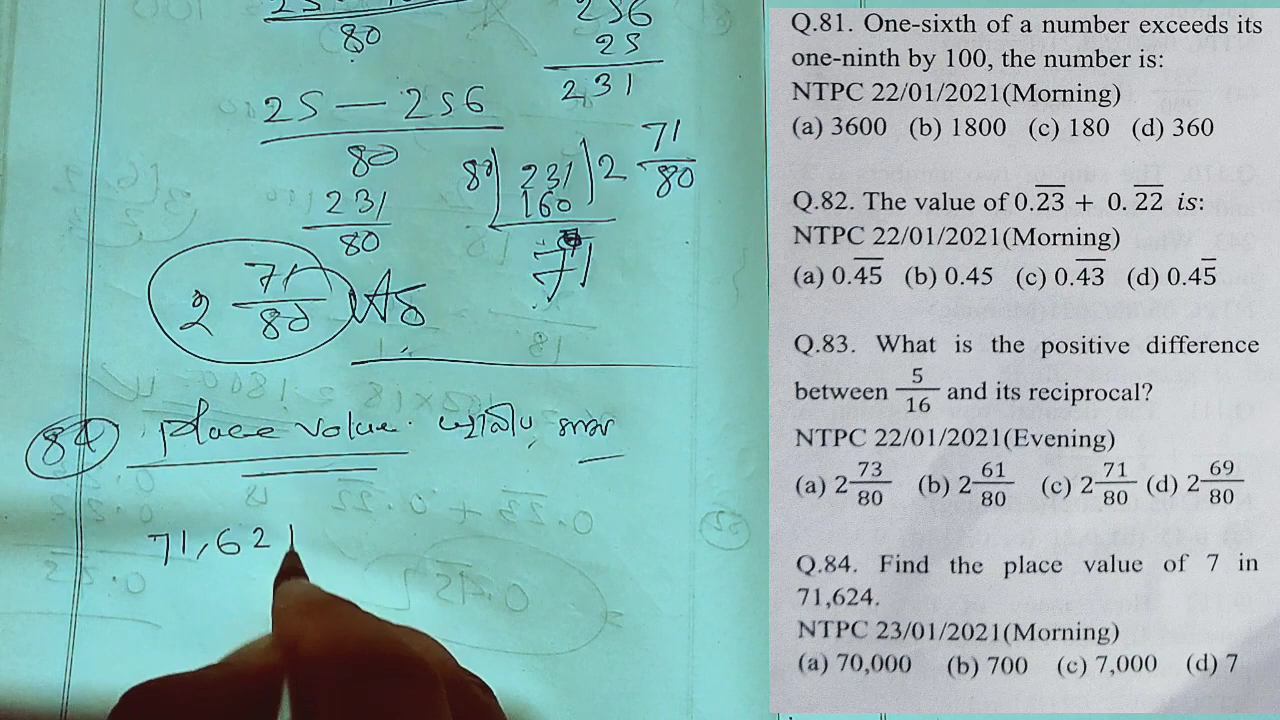 80
256
25
231
25 — 256
80
231
80
80) 231 (2 71/80
160
71
2 71/80 As
84 place value.
71,621
Q.81. One-sixth of a number exceeds its
one-ninth by 100, the number is:
NTPC 22/01/2021(Morning)
(a) 3600 (b) 1800 (c) 180 (d) 360
Q.82. The value of 0.2̅3̅ + 0.2̅2̅ is:
NTPC 22/01/2021(Morning)
(a) 0.4̅5̅ (b) 0.45 (c) 0.4̅3̅ (d) 0.45̅
Q.83. What is the positive difference
between 5/16 and its reciprocal?
NTPC 22/01/2021(Evening)
(a) 2 73/80 (b) 2 61/80 (c) 2 71/80 (d) 2 69/80
Q.84. Find the place value of 7 in
71,624.
NTPC 23/01/2021(Morning)
(a) 70,000 (b) 700 (c) 7,000 (d) 7